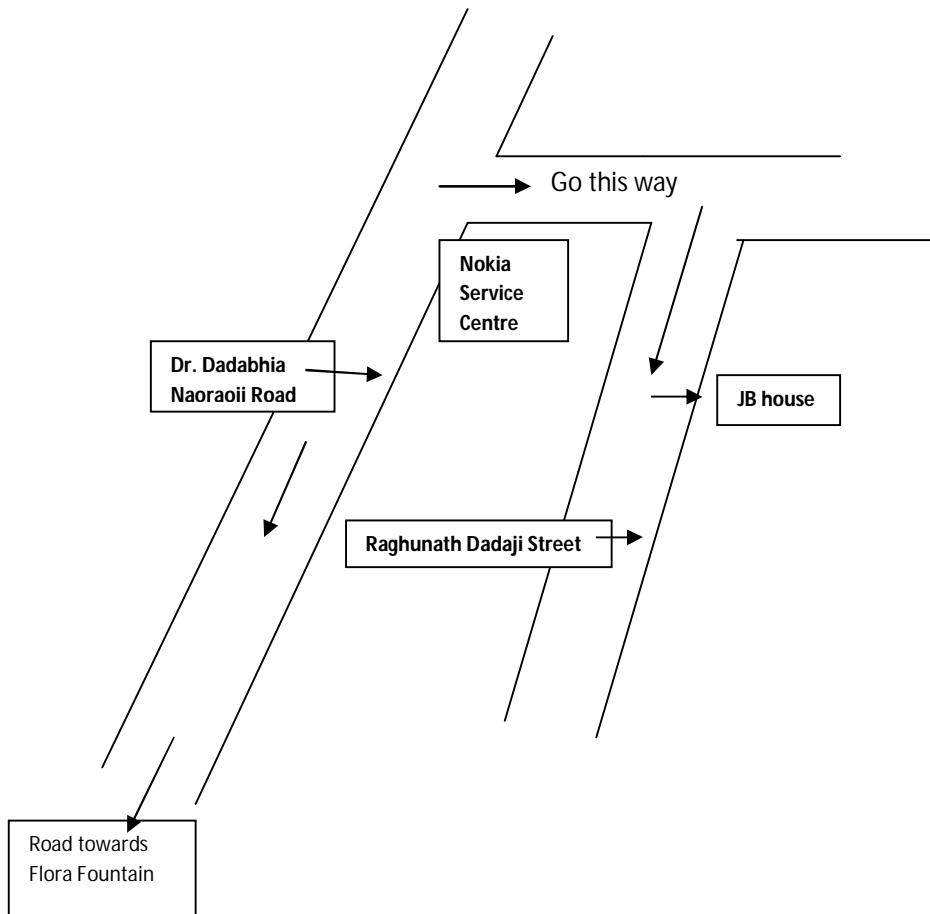 Go this way
Nokia
Service
Centre
Dr. Dadabhia
Naoraoii Road
JB house
Raghunath Dadaji Street
Road towards
Flora Fountain